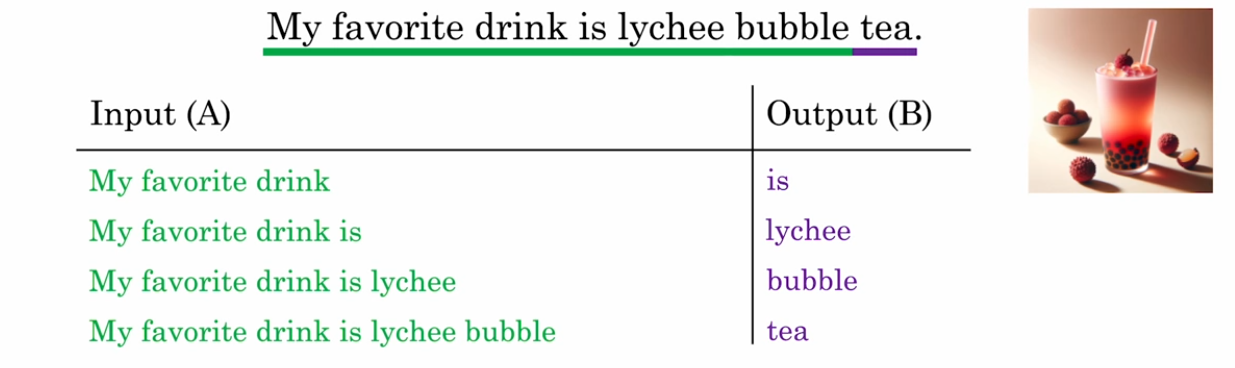 My favorite drink is lychee bubble tea.
Input (A) Output (B)
My favorite drink is
My favorite drink is lychee
My favorite drink is lychee bubble
My favorite drink is lychee bubble tea